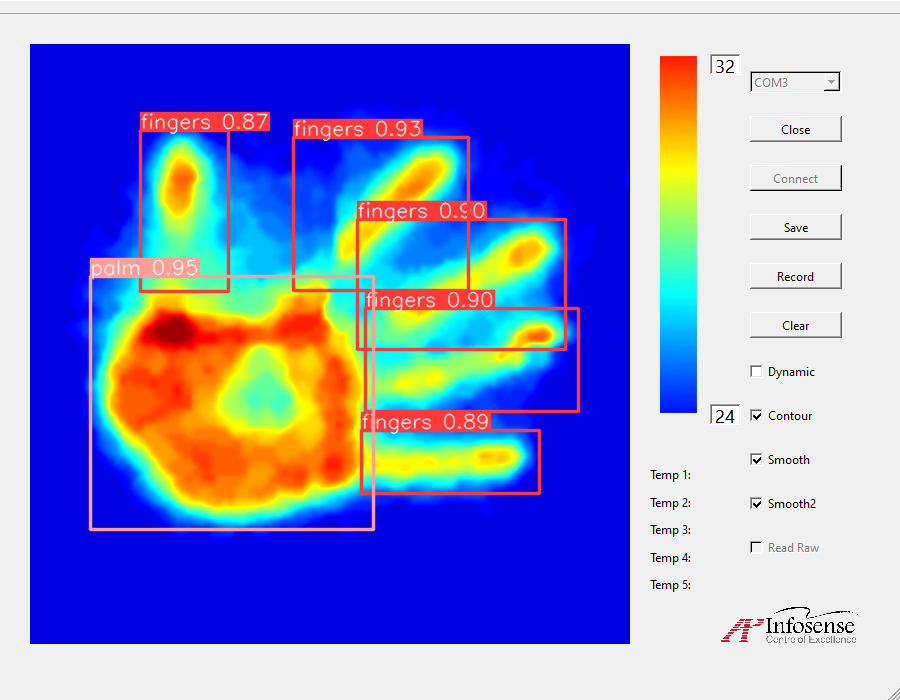 32
COM3
fingers 0.87
fingers 0.93
Close
Connect
fingers 0.90
Save
palm 0.95
Record
fingers 0.90
Clear
Dynamic
24
Contour
fingers 0.89
Smooth
Temp 1:
Temp 2:
Smooth2
Temp 3:
Temp 4:
Read Raw
Temp 5:
AP Infosense
Centre of Excellence